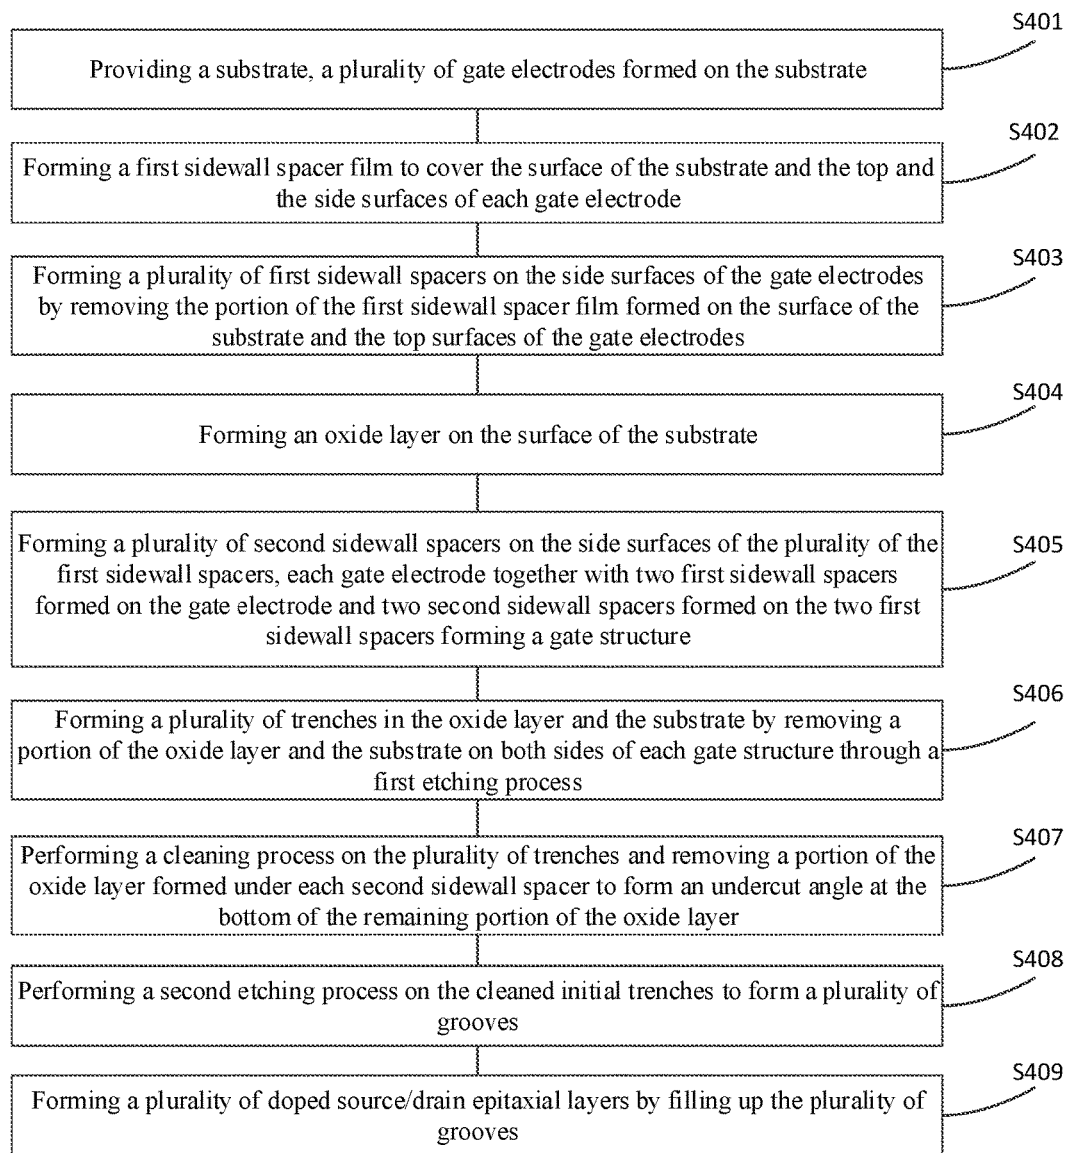 S401
Providing a substrate, a plurality of gate electrodes formed on the substrate
S402
Forming a first sidewall spacer film to cover the surface of the substrate and the top and
the side surfaces of each gate electrode
S403
Forming a plurality of first sidewall spacers on the side surfaces of the gate electrodes
by removing the portion of the first sidewall spacer film formed on the surface of the
substrate and the top surfaces of the gate electrodes
S404
Forming an oxide layer on the surface of the substrate
S405
Forming a plurality of second sidewall spacers on the side surfaces of the plurality of the
first sidewall spacers, each gate electrode together with two first sidewall spacers
formed on the gate electrode and two second sidewall spacers formed on the two first
sidewall spacers forming a gate structure
S406
Forming a plurality of trenches in the oxide layer and the substrate by removing a
portion of the oxide layer and the substrate on both sides of each gate structure through a
first etching process
S407
Performing a cleaning process on the plurality of trenches and removing a portion of the
oxide layer formed under each second sidewall spacer to form an undercut angle at the
bottom of the remaining portion of the oxide layer
S408
Performing a second etching process on the cleaned initial trenches to form a plurality of
grooves
S409
Forming a plurality of doped source/drain epitaxial layers by filling up the plurality of
grooves